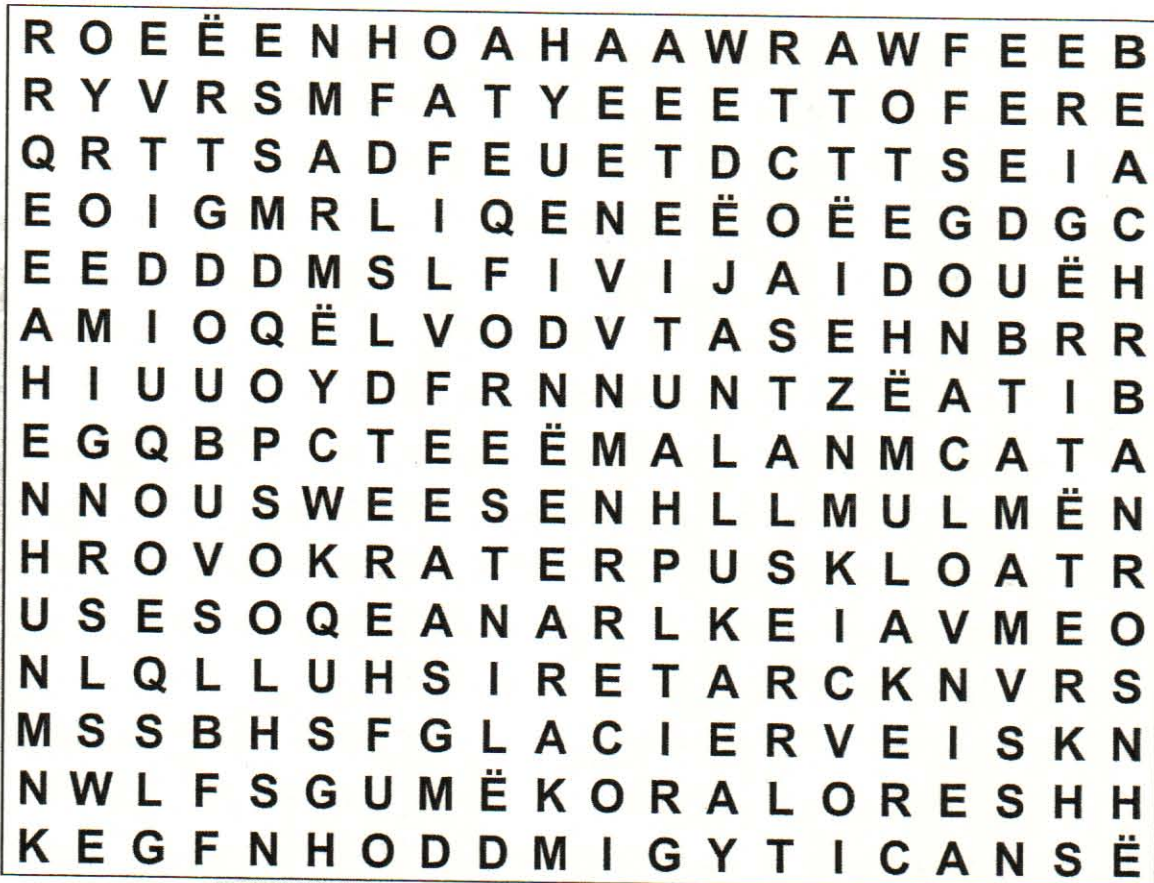 R O E Ë E N H O A H A A W R A W F E E B
R Y V R S M F A T Y E E E T T O F E R E
Q R T T S A D F E U E T D C T T S E I A
E O I G M R L I Q E N E Ë O Ë E G D G C
E E D D D M S L F I V I J A I D O U Ë H
A M I O Q Ë L V O D V T A S E H N B R R
H I U U O Y D F R N N U N T Z Ë A T I B
E G Q B P C T E E Ë M A L A N M C A T A
N N O U S W E E S E N H L L M U L M Ë N
H R O V O K R A T E R P U S K L O A T R
U S E S O Q E A N A R L K E I A V M E O
N L Q L L U H S I R E T A R C K N V R S
M S S B H S F G L A C I E R V E I S K N
N W L F S G U M Ë K O R A L O R E S H H
K E G F N H O D D M I G Y T I C A N S Ë